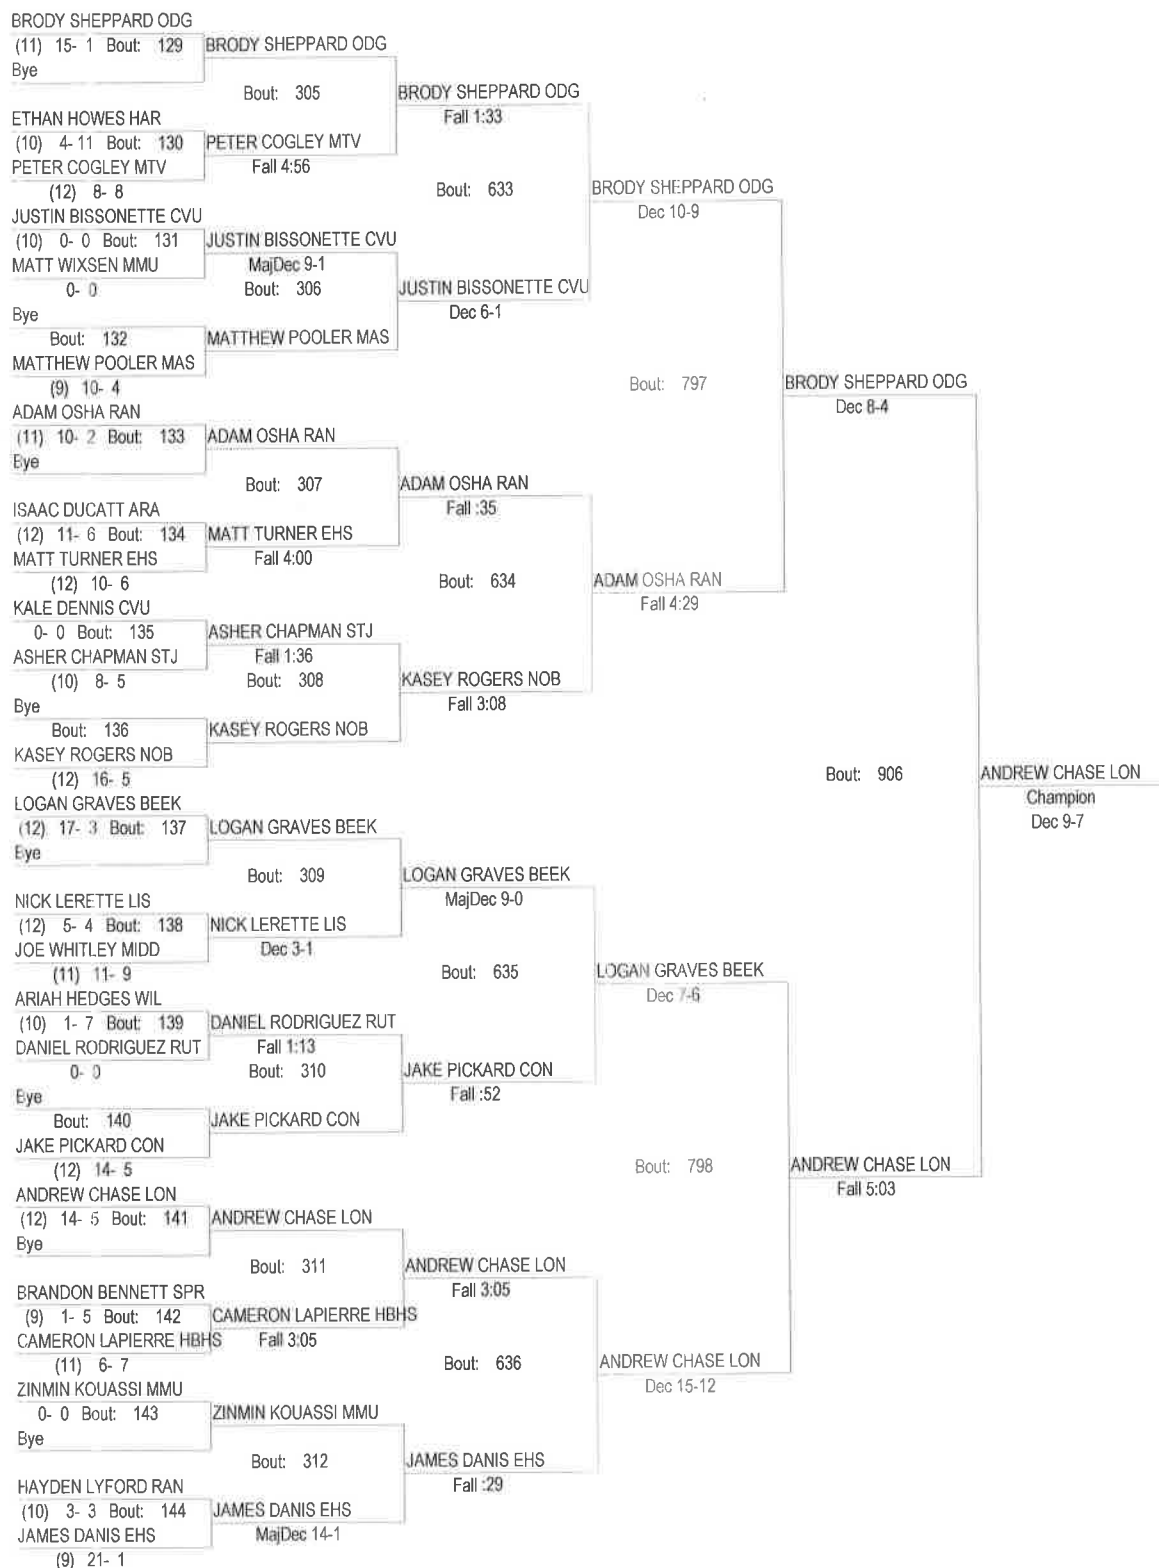 BRODY SHEPPARD ODG
(11) 15- 1 Bout: 129
Bye
ETHAN HOWES HAR
(10) 4- 11 Bout: 130
PETER COGLEY MTV
(12) 8- 8
JUSTIN BISSONETTE CVU
(10) 0- 0 Bout: 131
MATT WIXSEN MMU
0- 0
Bye
Bout: 132
MATTHEW POOLER MAS
(9) 10- 4
ADAM OSHA RAN
(11) 10- 2 Bout: 133
Bye
ISAAC DUCATT ARA
(12) 11- 6 Bout: 134
MATT TURNER EHS
(12) 10- 6
KALE DENNIS CVU
0- 0 Bout: 135
ASHER CHAPMAN STJ
(10) 8- 5
Bye
Bout: 136
KASEY ROGERS NOB
(12) 16- 5
LOGAN GRAVES BEEK
(12) 17- 3 Bout: 137
Bye
NICK LERETTE LIS
(12) 5- 4 Bout: 138
JOE WHITLEY MIDD
(11) 11- 9
ARIAH HEDGES WIL
(10) 1- 7 Bout: 139
DANIEL RODRIGUEZ RUT
0- 0
Bye
Bout: 140
JAKE PICKARD CON
(12) 14- 5
ANDREW CHASE LON
(12) 14- 5 Bout: 141
Bye
BRANDON BENNETT SPR
(9) 1- 5 Bout: 142
CAMERON LAPIERRE HBHS
(11) 6- 7
ZINMIN KOUASSI MMU
0- 0 Bout: 143
Bye
HAYDEN LYFORD RAN
(10) 3- 3 Bout: 144
JAMES DANIS EHS
(9) 21- 1
BRODY SHEPPARD ODG
Bout: 305
PETER COGLEY MTV
Fall 4:56
JUSTIN BISSONETTE CVU
MajDec 9-1
Bout: 306
MATTHEW POOLER MAS
ADAM OSHA RAN
Bout: 307
MATT TURNER EHS
Fall 4:00
ASHER CHAPMAN STJ
Fall 1:36
Bout: 308
KASEY ROGERS NOB
LOGAN GRAVES BEEK
Bout: 309
NICK LERETTE LIS
Dec 3-1
DANIEL RODRIGUEZ RUT
Fall 1:13
Bout: 310
JAKE PICKARD CON
ANDREW CHASE LON
Bout: 311
CAMERON LAPIERRE HBHS
Fall 3:05
ZINMIN KOUASSI MMU
Bout: 312
JAMES DANIS EHS
MajDec 14-1
BRODY SHEPPARD ODG
Fall 1:33
Bout: 633
JUSTIN BISSONETTE CVU
Dec 6-1
ADAM OSHA RAN
Fall :35
Bout: 634
KASEY ROGERS NOB
Fall 3:08
LOGAN GRAVES BEEK
MajDec 9-0
Bout: 635
JAKE PICKARD CON
Fall :52
ANDREW CHASE LON
Fall 3:05
Bout: 636
JAMES DANIS EHS
Fall :29
BRODY SHEPPARD ODG
Dec 10-9
Bout: 797
ADAM OSHA RAN
Fall 4:29
LOGAN GRAVES BEEK
Dec 7-6
Bout: 798
ANDREW CHASE LON
Dec 15-12
BRODY SHEPPARD ODG
Dec 8-4
Bout: 906
ANDREW CHASE LON
Fall 5:03
ANDREW CHASE LON
Champion
Dec 9-7